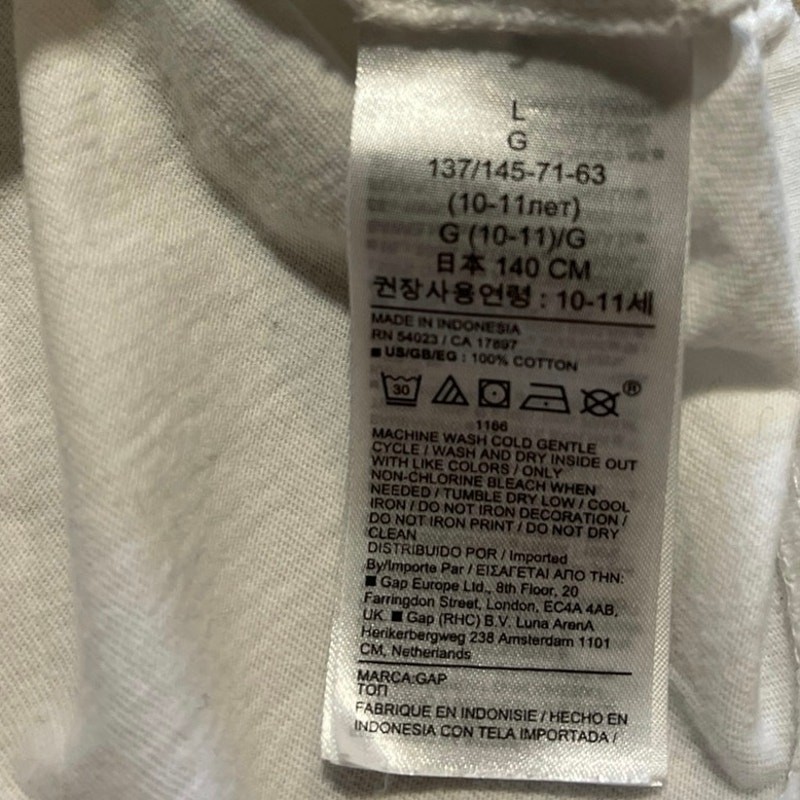 L
G
137/145-71-63
(10-11лет)
G (10-11)/G
日本 140 CM
권장사용연령 : 10-11세
MADE IN INDONESIA
RN 54023 / CA 17897
■ US/GB/EG : 100% COTTON
30
®
1166
MACHINE WASH COLD GENTLE
CYCLE / WASH AND DRY INSIDE OUT
WITH LIKE COLORS / ONLY
NON-CHLORINE BLEACH WHEN
NEEDED / TUMBLE DRY LOW / COOL
IRON / DO NOT IRON DECORATION /
DO NOT IRON PRINT / DO NOT DRY
CLEAN
DISTRIBUIDO POR / Imported
By/Importe Par / ΕΙΣΑΓΕΤΑΙ ΑΠΟ ΤΗΝ:
■ Gap Europe Ltd., 8th Floor, 20
Farringdon Street, London, EC4A 4AB,
UK. ■ Gap (RHC) B.V. Luna ArenA
Herikerbergweg 238 Amsterdam 1101
CM, Netherlands
MARCA:GAP
ТОП
FABRIQUE EN INDONISIE / HECHO EN
INDONESIA CON TELA IMPORTADA /